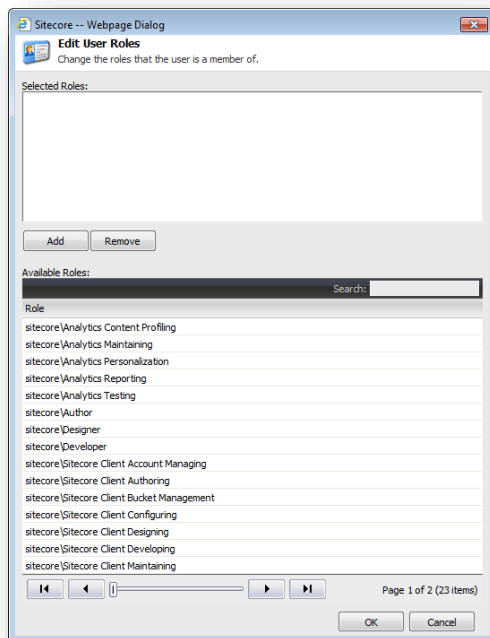 Sitecore -- Webpage Dialog
Edit User Roles
Change the roles that the user is a member of.
Selected Roles:
Add Remove
Available Roles:
Search:
Role
sitecore\Analytics Content Profiling
sitecore\Analytics Maintaining
sitecore\Analytics Personalization
sitecore\Analytics Reporting
sitecore\Analytics Testing
sitecore\Author
sitecore\Designer
sitecore\Developer
sitecore\Sitecore Client Account Managing
sitecore\Sitecore Client Authoring
sitecore\Sitecore Client Bucket Management
sitecore\Sitecore Client Configuring
sitecore\Sitecore Client Designing
sitecore\Sitecore Client Developing
sitecore\Sitecore Client Maintaining
Page 1 of 2 (23 items)
OK Cancel